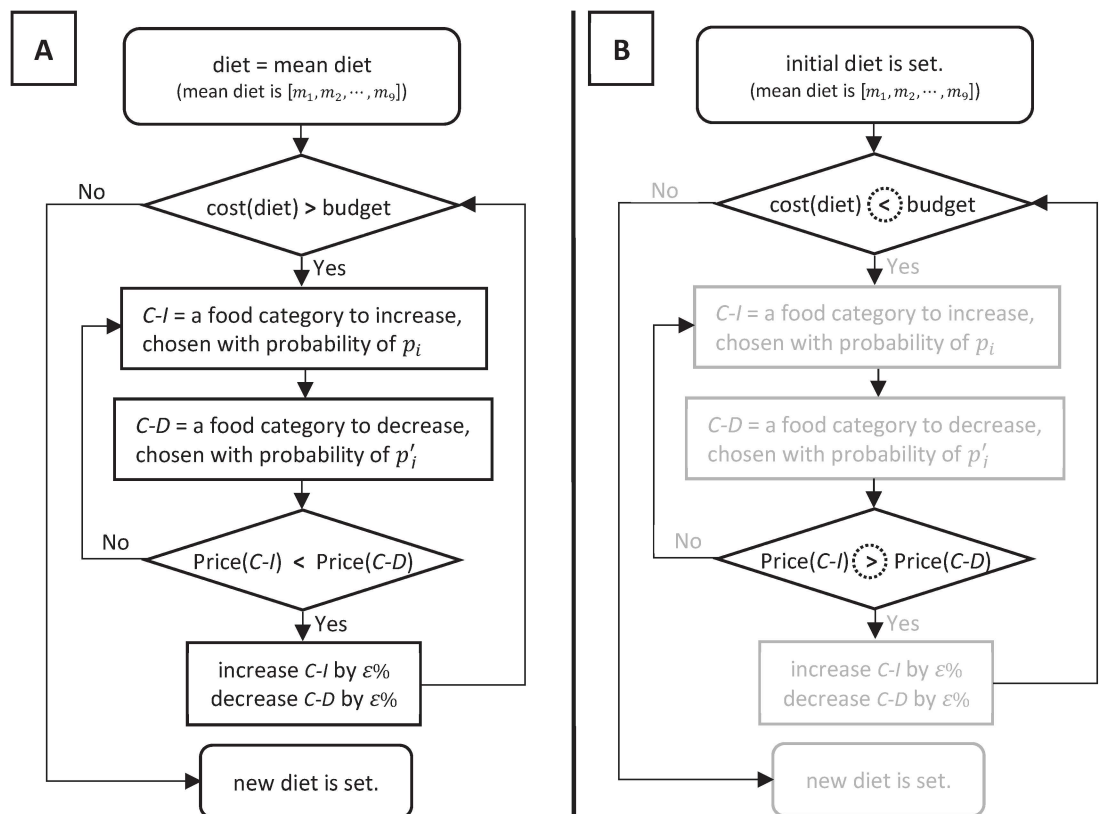 A
diet = mean diet
(mean diet is [m₁, m₂, ⋯, m₉])
No
cost(diet) > budget
Yes
C-I = a food category to increase,
chosen with probability of pᵢ
C-D = a food category to decrease,
chosen with probability of p′ᵢ
No
Price(C-I) < Price(C-D)
Yes
increase C-I by ε%
decrease C-D by ε%
new diet is set.
B
initial diet is set.
(mean diet is [m₁, m₂, ⋯, m₉])
No
cost(diet) < budget
Yes
C-I = a food category to increase,
chosen with probability of pᵢ
C-D = a food category to decrease,
chosen with probability of p′ᵢ
No
Price(C-I) > Price(C-D)
Yes
increase C-I by ε%
decrease C-D by ε%
new diet is set.